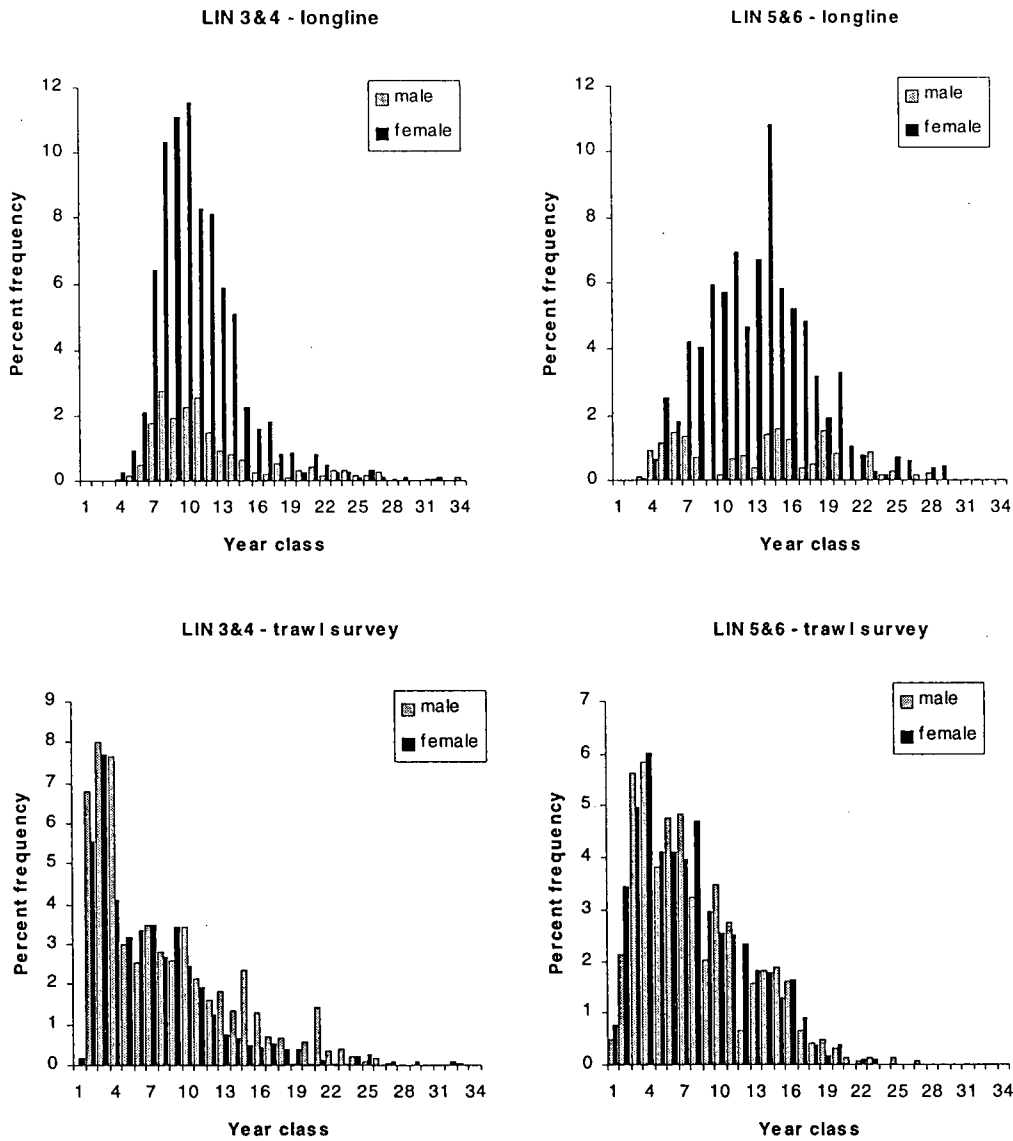 LIN 3&4 - longline
12
10
8
6
4
2
0
Percent frequency
male
female
1 4 7 10 13 16 19 22 25 28 31 34
Year class
LIN 5&6 - longline
12
10
8
6
4
2
0
Percent frequency
male
female
1 4 7 10 13 16 19 22 25 28 31 34
Year class
LIN 3&4 - trawl survey
9
8
7
6
5
4
3
2
1
0
Percent frequency
male
female
1 4 7 10 13 16 19 22 25 28 31 34
Year class
LIN 5&6 - trawl survey
7
6
5
4
3
2
1
0
Percent frequency
male
female
1 4 7 10 13 16 19 22 25 28 31 34
Year class